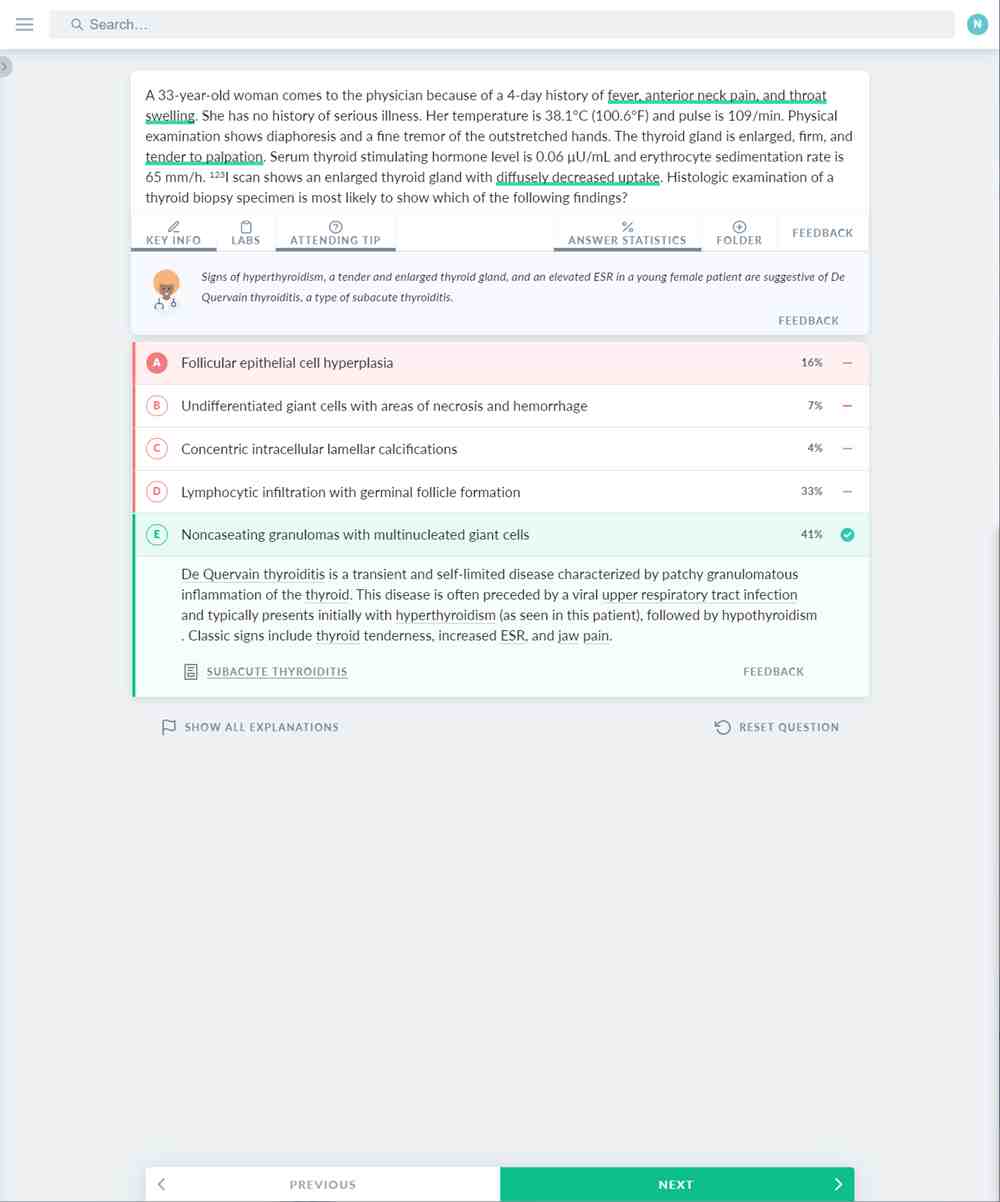 Search...
N
A 33-year-old woman comes to the physician because of a 4-day history of fever, anterior neck pain, and throat
swelling. She has no history of serious illness. Her temperature is 38.1°C (100.6°F) and pulse is 109/min. Physical
examination shows diaphoresis and a fine tremor of the outstretched hands. The thyroid gland is enlarged, firm, and
tender to palpation. Serum thyroid stimulating hormone level is 0.06 μU/mL and erythrocyte sedimentation rate is
65 mm/h. ¹²³I scan shows an enlarged thyroid gland with diffusely decreased uptake. Histologic examination of a
thyroid biopsy specimen is most likely to show which of the following findings?
KEY INFO LABS ATTENDING TIP ANSWER STATISTICS FOLDER FEEDBACK
Signs of hyperthyroidism, a tender and enlarged thyroid gland, and an elevated ESR in a young female patient are suggestive of De
Quervain thyroiditis, a type of subacute thyroiditis.
FEEDBACK
A Follicular epithelial cell hyperplasia 16%
B Undifferentiated giant cells with areas of necrosis and hemorrhage 7%
C Concentric intracellular lamellar calcifications 4%
D Lymphocytic infiltration with germinal follicle formation 33%
E Noncaseating granulomas with multinucleated giant cells 41%
De Quervain thyroiditis is a transient and self-limited disease characterized by patchy granulomatous
inflammation of the thyroid. This disease is often preceded by a viral upper respiratory tract infection
and typically presents initially with hyperthyroidism (as seen in this patient), followed by hypothyroidism
. Classic signs include thyroid tenderness, increased ESR, and jaw pain.
SUBACUTE THYROIDITIS FEEDBACK
SHOW ALL EXPLANATIONS RESET QUESTION
PREVIOUS NEXT